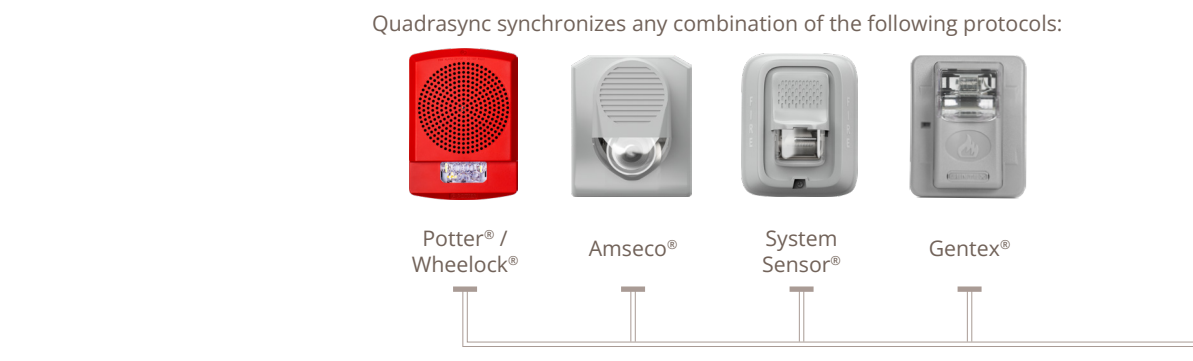 Quadrasync synchronizes any combination of the following protocols:
Potter® /
Wheelock®
Amseco®
System
Sensor®
Gentex®